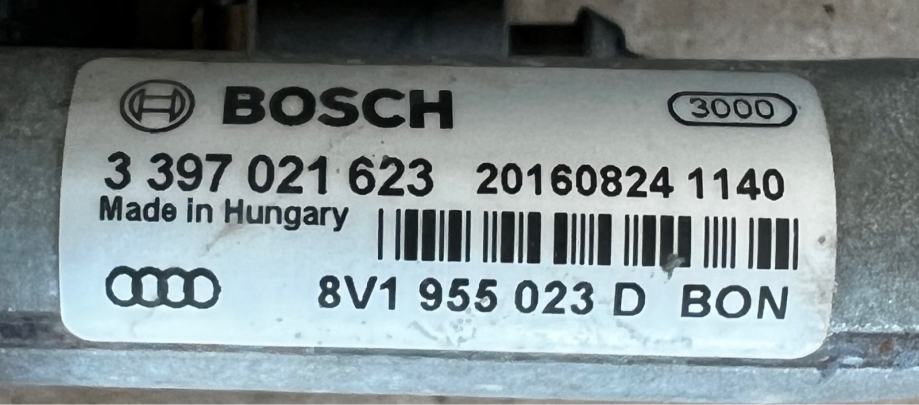 BOSCH 3000
3 397 021 623 20160824 1140
Made in Hungary
8V1 955 023 D BON